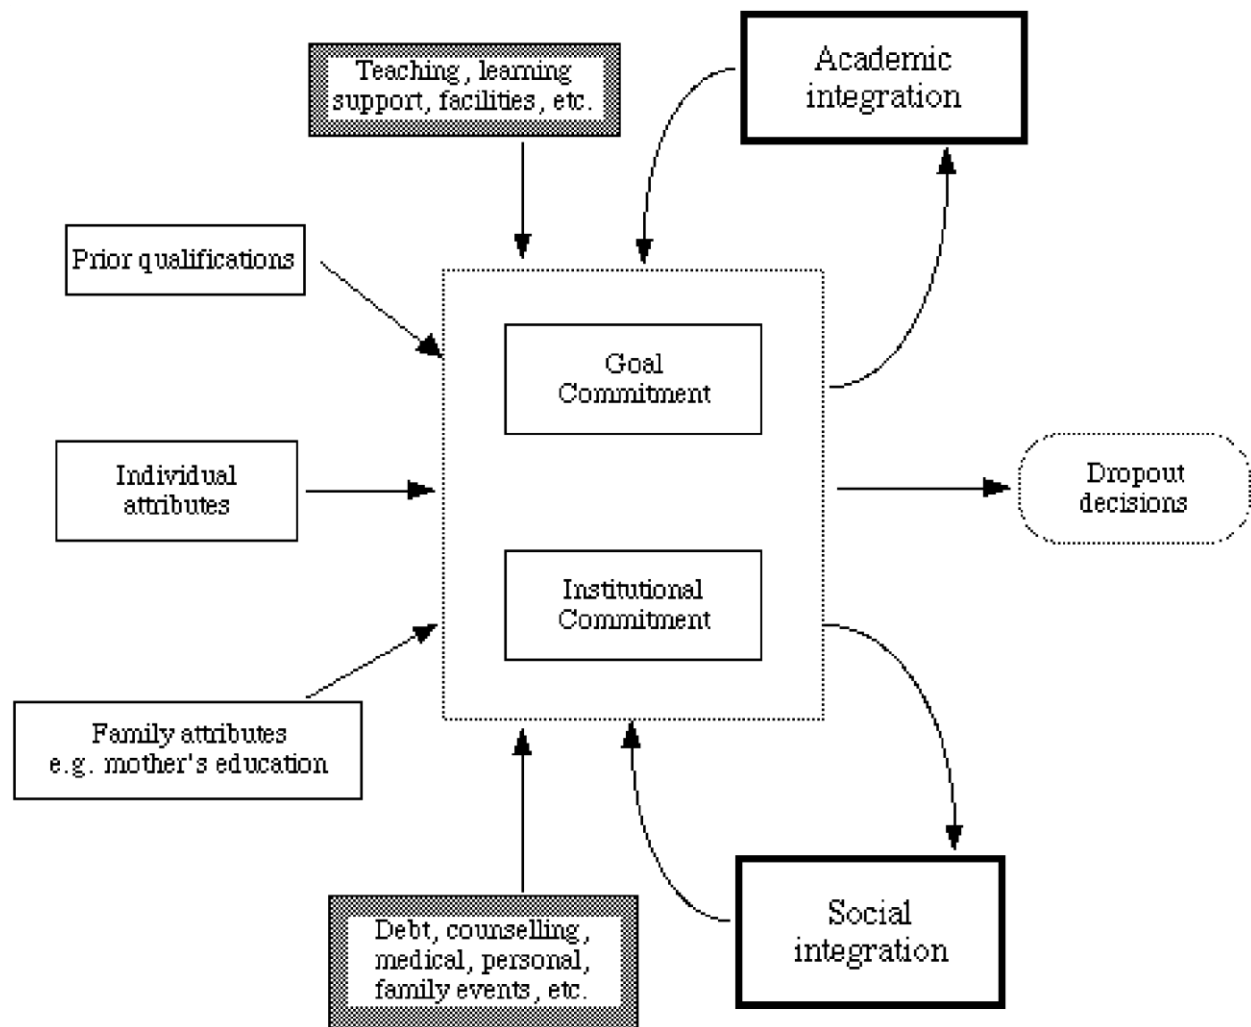 Teaching, learning
support, facilities, etc.
Academic
integration
Prior qualifications
Goal
Commitment
Individual
attributes
Dropout
decisions
Institutional
Commitment
Family attributes
e.g. mother's education
Debt, counselling,
medical, personal,
family events, etc.
Social
integration